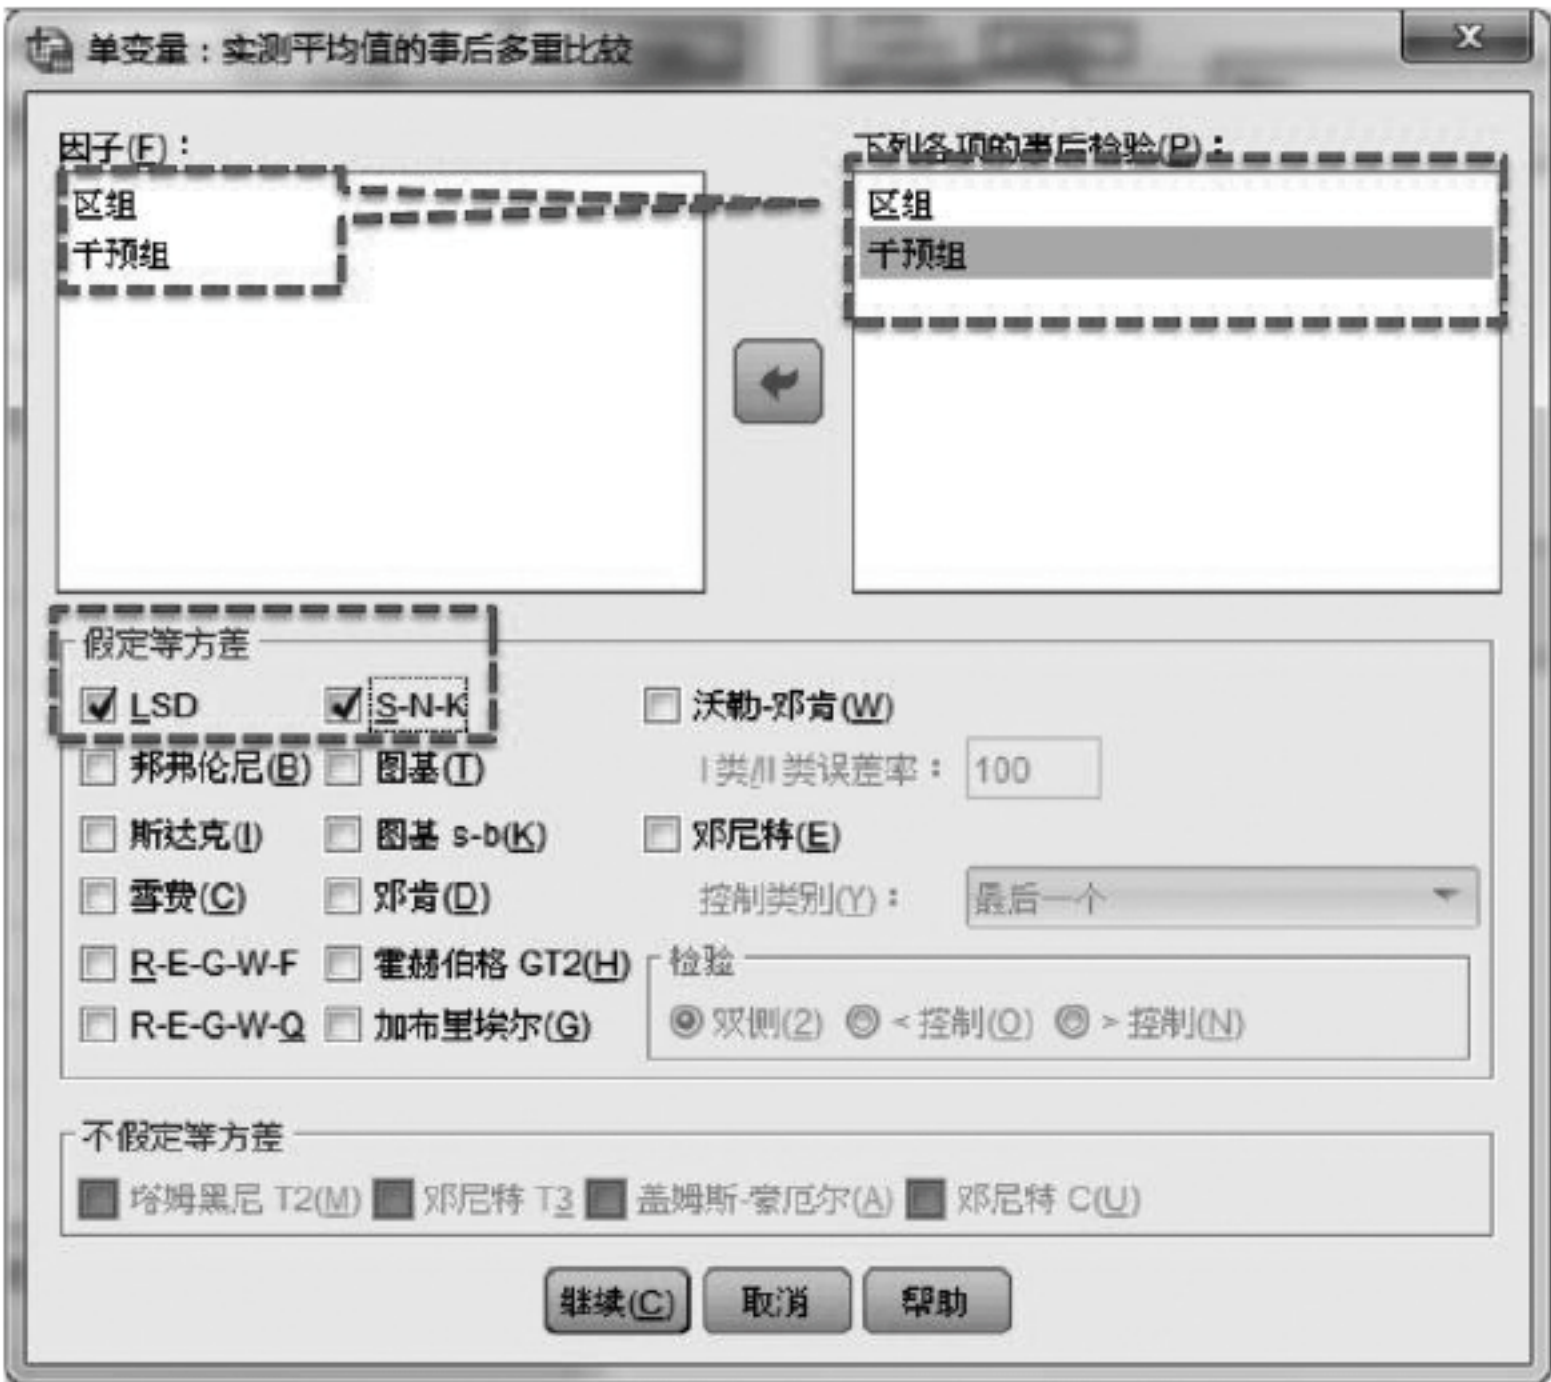 单变量：实测平均值的事后多重比较
因子(F)：
下列各项的事后检验(P)：
区组
干预组
区组
干预组
假定等方差
LSD
S-N-K
沃勒-邓肯(W)
邦弗伦尼(B)
图基(T)
I 类/II 类误差率：
100
斯达克(I)
图基 s-b(K)
邓尼特(E)
雪费(C)
邓肯(D)
控制类别(Y)：
最后一个
R-E-G-W-F
霍赫伯格 GT2(H)
检验
R-E-G-W-Q
加布里埃尔(G)
双侧(2)
< 控制(O)
> 控制(N)
不假定等方差
塔姆黑尼 T2(M)
邓尼特 T3
盖姆斯-豪厄尔(A)
邓尼特 C(U)
继续(C)
取消
帮助